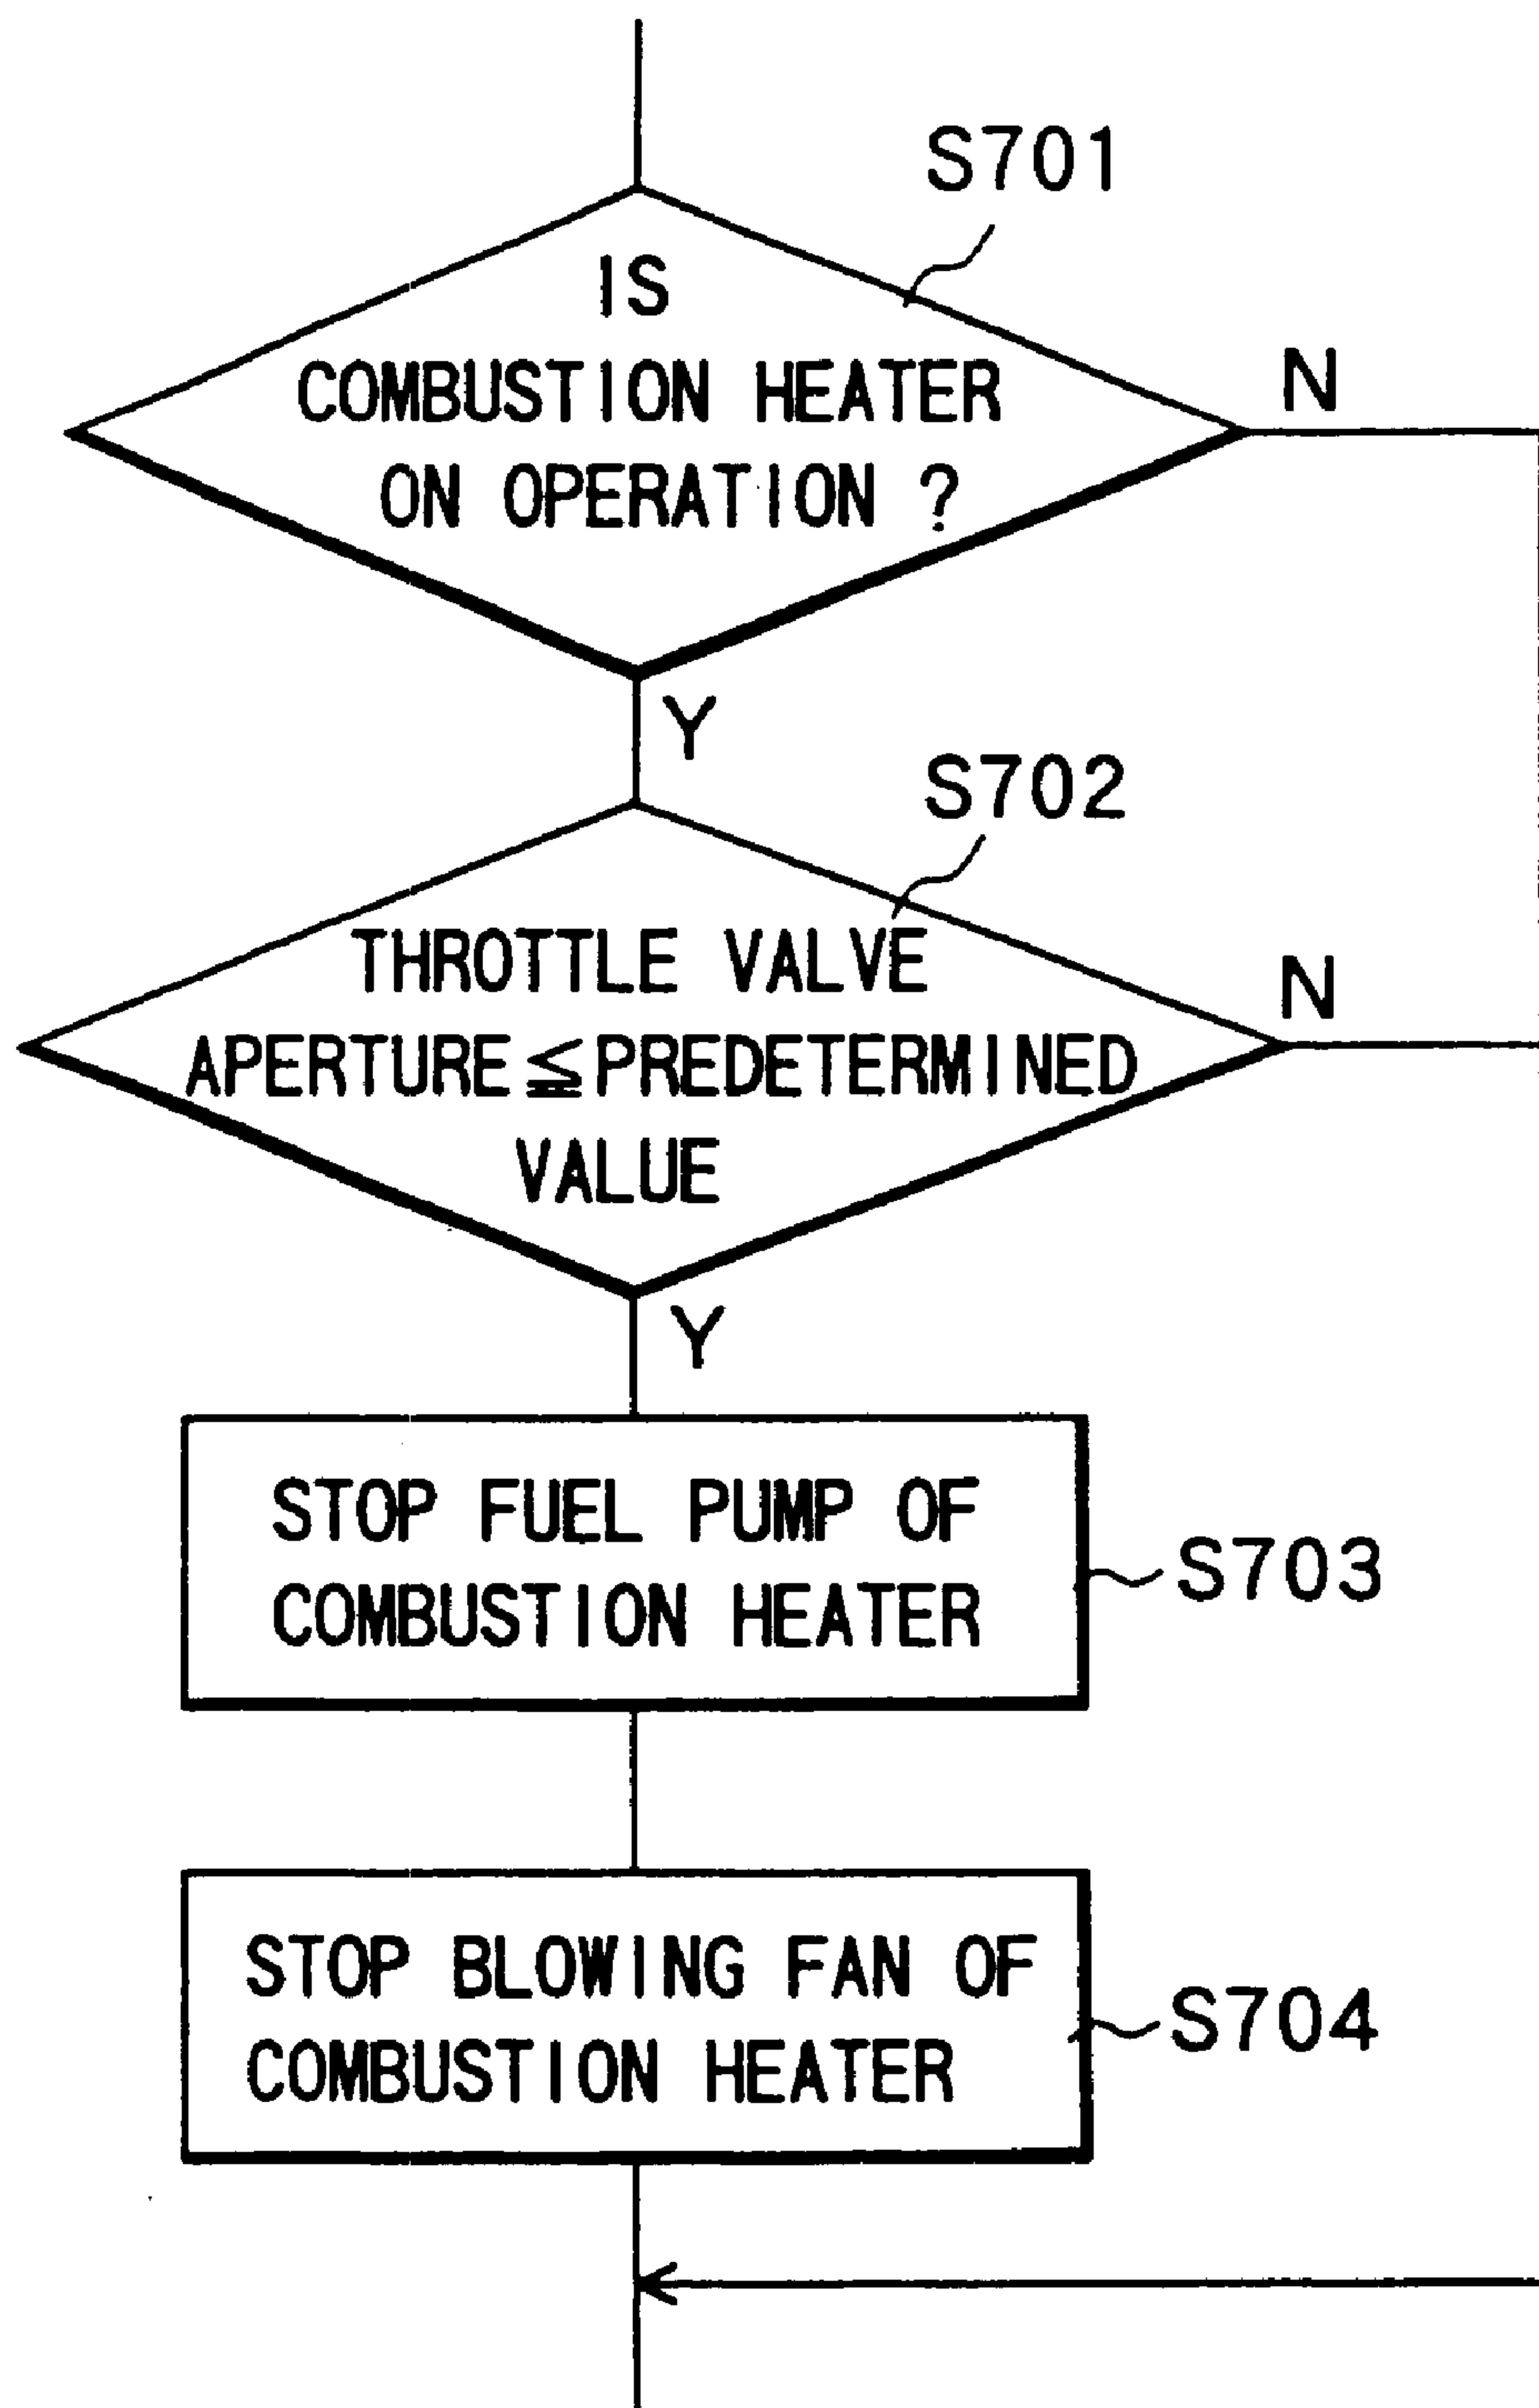 S701
IS
COMBUSTION HEATER
ON OPERATION ?
N
Y
S702
THROTTLE VALVE
APERTURE≦PREDETERMINED
VALUE
N
Y
STOP FUEL PUMP OF
COMBUSTION HEATER
S703
STOP BLOWING FAN OF
COMBUSTION HEATER
S704